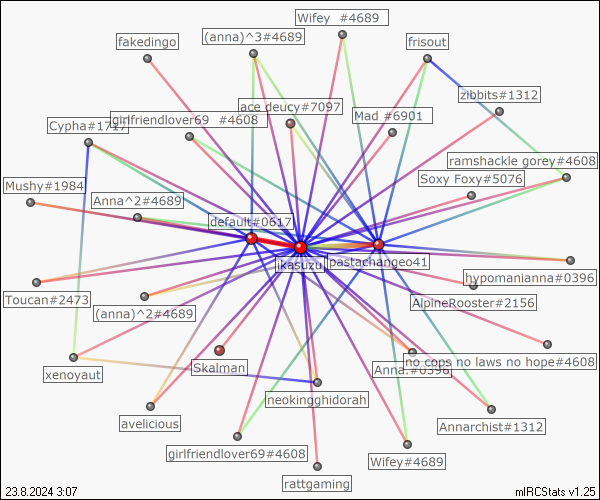 Wifey  #4689
(anna)^3#4689
fakedingo
frisout
zibbits#1312
ace deucy#7097
girlfriendlover69  #4608
Mad #6901
Cypha#1717
ramshackle gorey#4608
Soxy Foxy#5076
Mushy#1984
Anna^2#4689
default#0617
pastachangeo41
jkasuzu
hypomanianna#0396
Toucan#2473
AlpineRooster#2156
(anna)^2#4689
no cops no laws no hope#4608
Skalman
Anna.#0396
xenoyaut
neokingghidorah
avelicious
Annarchist#1312
girlfriendlover69#4608
Wifey#4689
rattgaming
23.8.2024 3:07
mIRCStats v1.25